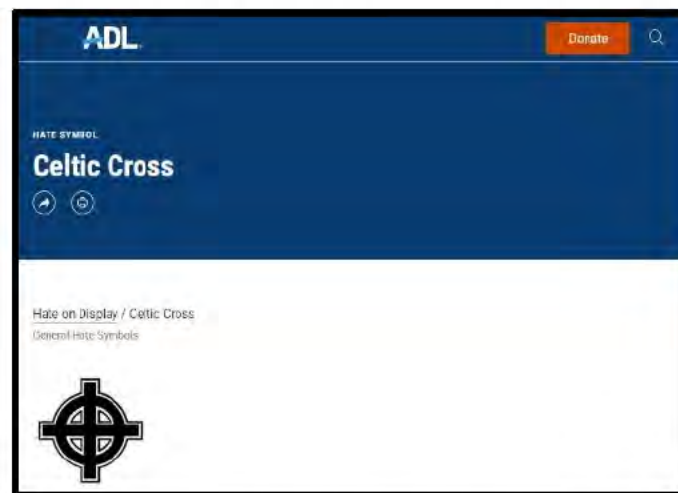 ADL
Donate
HATE SYMBOL
Celtic Cross
Hate on Display / Celtic Cross
General Hate Symbols